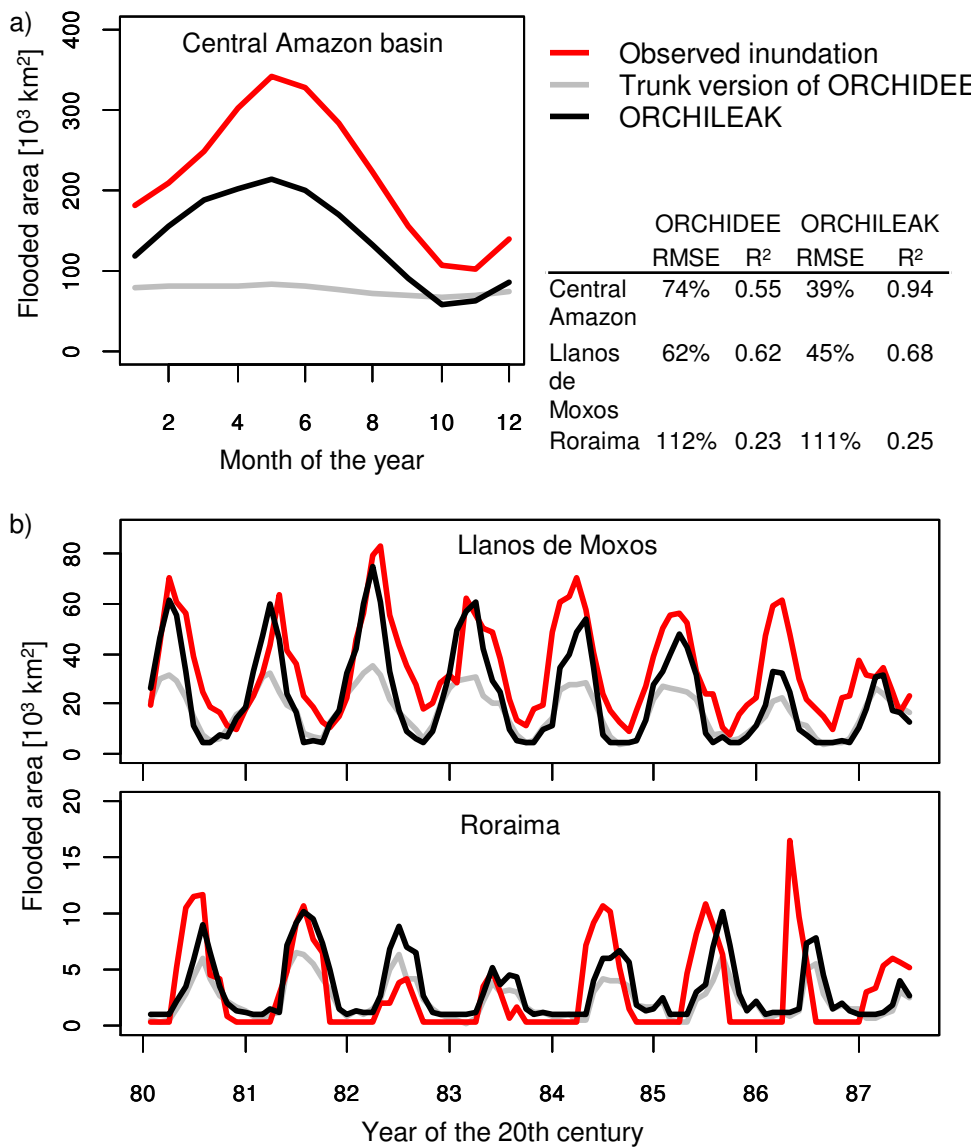 a)
Central Amazon basin
Flooded area [10³ km²]
400
300
200
100
0
2 4 6 8 10 12
Month of the year
Observed inundation
Trunk version of ORCHIDEE
ORCHILEAK
ORCHIDEE ORCHILEAK
RMSE R² RMSE R²
Central 74% 0.55 39% 0.94
Amazon
Llanos 62% 0.62 45% 0.68
de
Moxos
Roraima 112% 0.23 111% 0.25
b)
Llanos de Moxos
Flooded area [10³ km²]
80
60
40
20
0
Roraima
20
15
10
5
0
80 81 82 83 84 85 86 87
Year of the 20th century